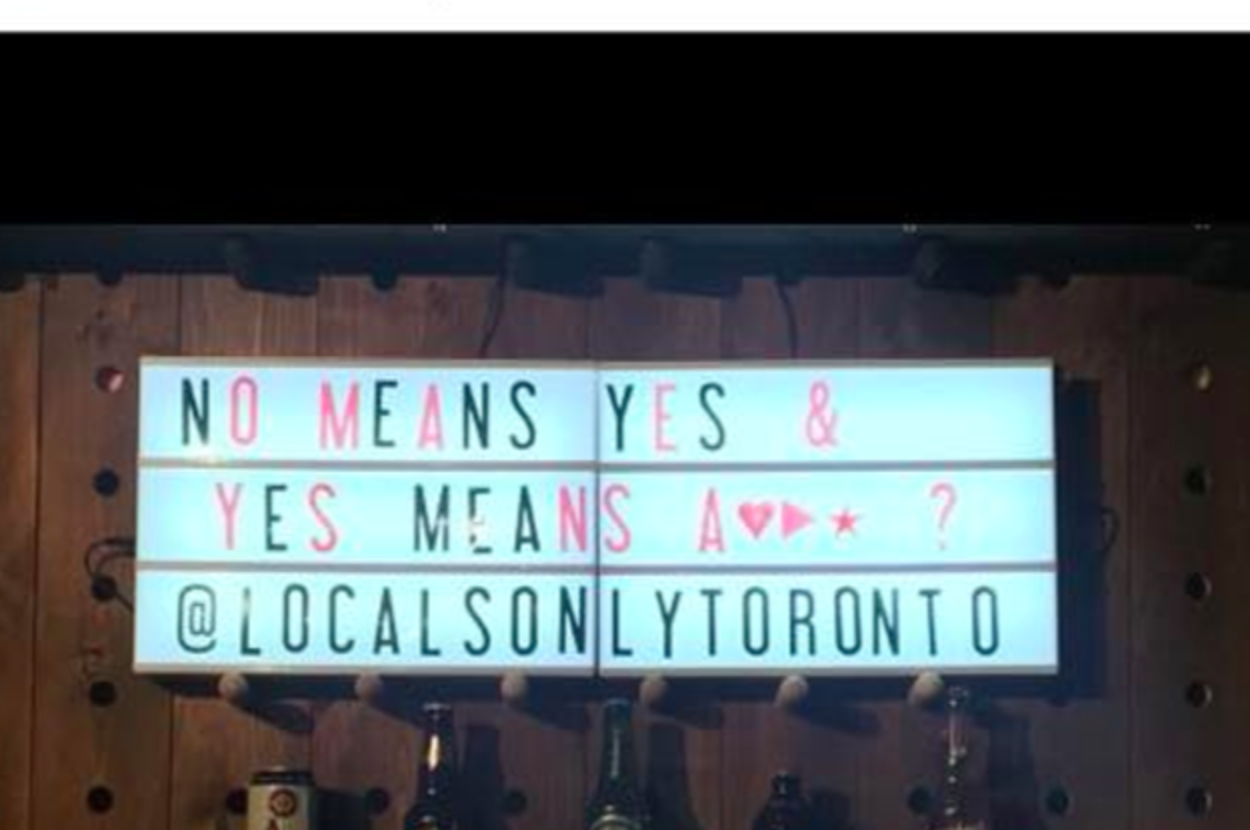 NO MEANS YES &
YES MEANS A♥▶★ ?
@LOCALSONLYTORONTO